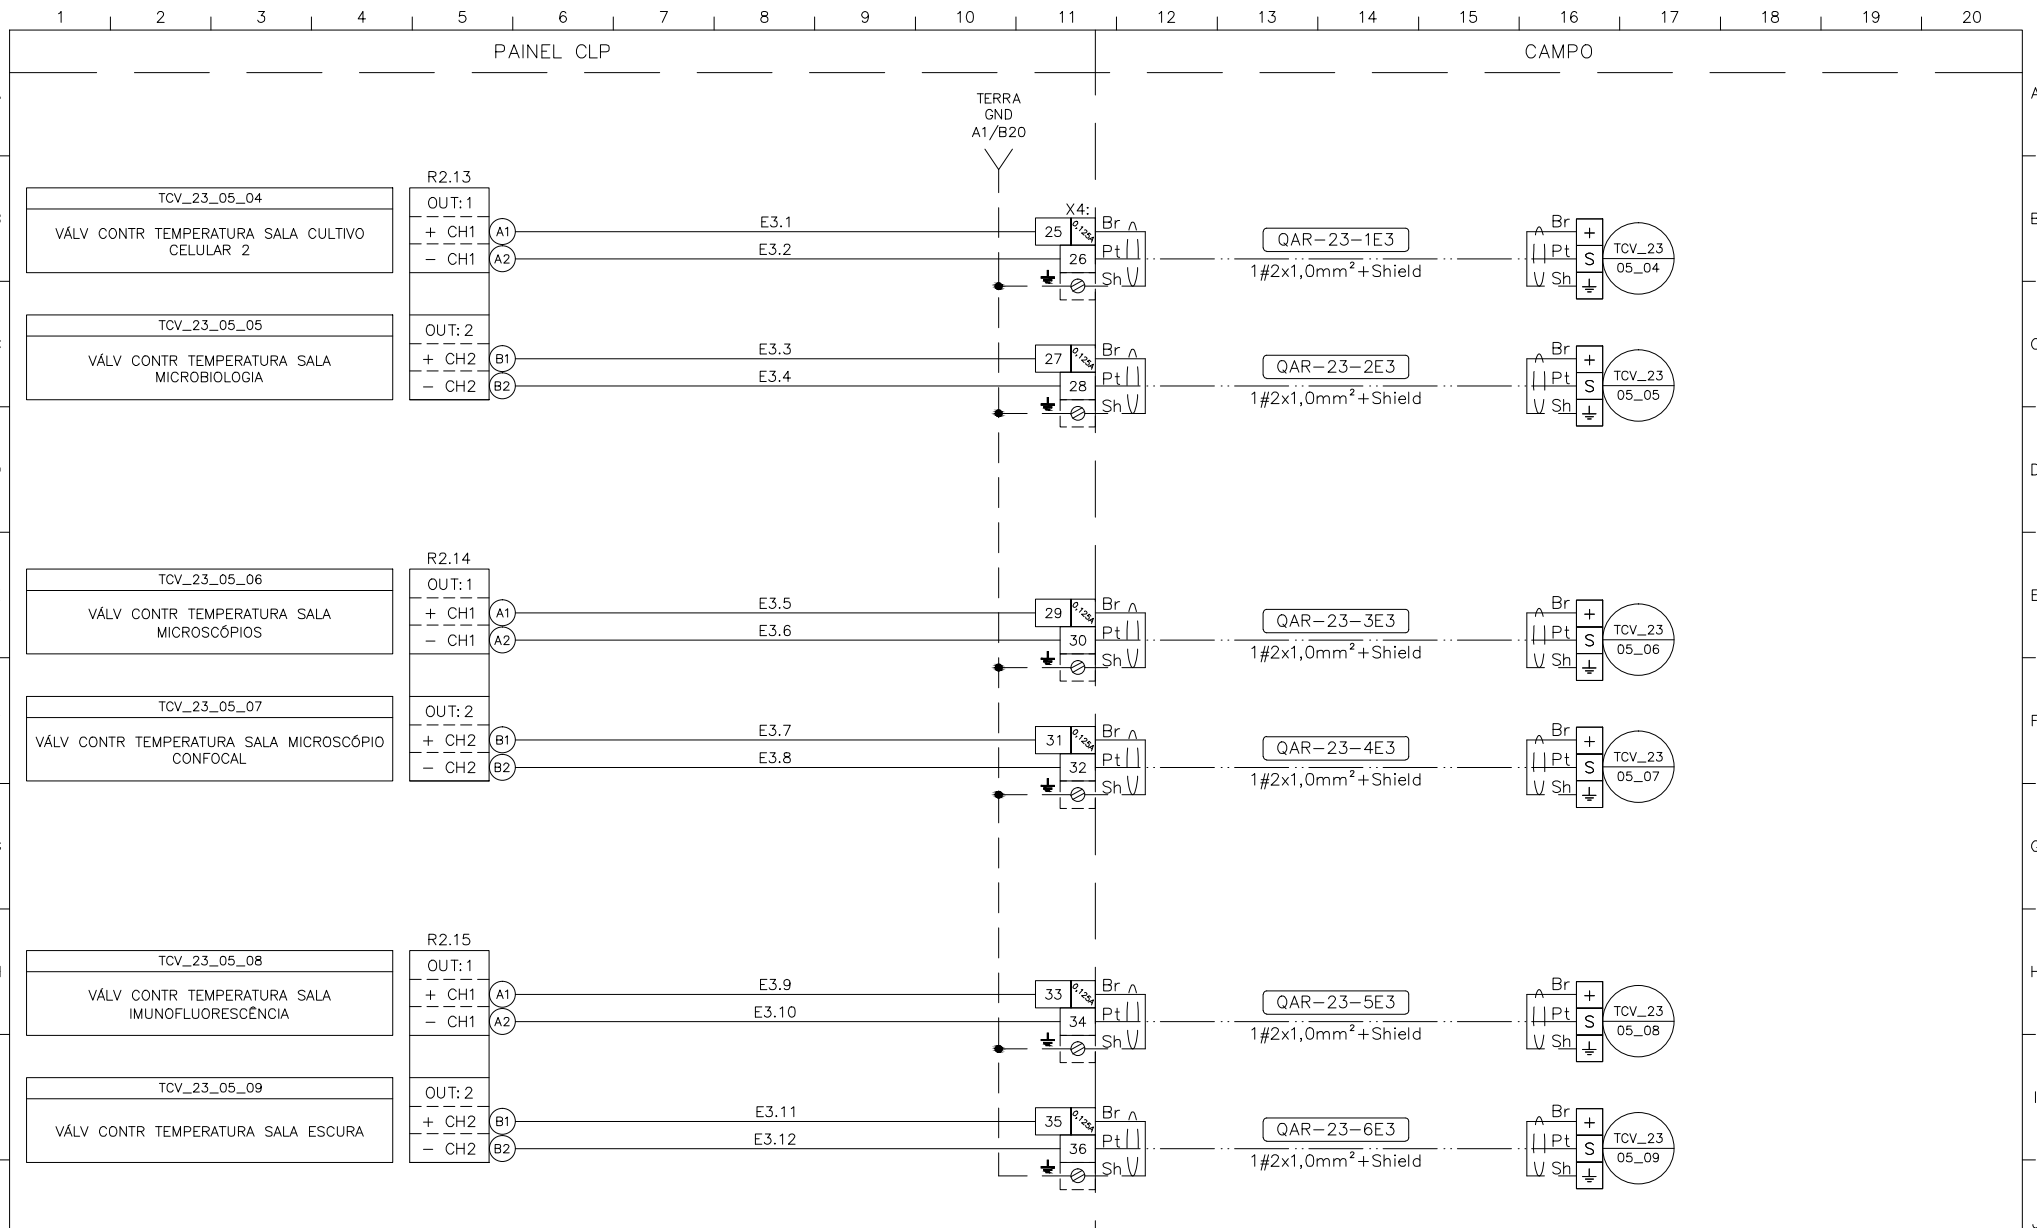 1 2 3 4 5 6 7 8 9 10 11 12 13 14 15 16 17 18 19 20
PAINEL CLP
CAMPO
TERRA
GND
A1/B20
A
B
D
E
F
G
H
TCV_23_05_04
VÁLV CONTR TEMPERATURA SALA CULTIVO
CELULAR 2
R2.13
OUT:1
+ CH1 A1 E3.1
- CH1 A2 E3.2
X4:
25 0,125A Br
26 Pt
Sh
QAR-23-1E3
1#2x1,0mm²+Shield
Br +
Pt S
Sh
TCV_23
05_04
TCV_23_05_05
VÁLV CONTR TEMPERATURA SALA
MICROBIOLOGIA
OUT:2
+ CH2 B1 E3.3
- CH2 B2 E3.4
27 0,125A Br
28 Pt
Sh
QAR-23-2E3
1#2x1,0mm²+Shield
Br +
Pt S
Sh
TCV_23
05_05
TCV_23_05_06
VÁLV CONTR TEMPERATURA SALA
MICROSCÓPIOS
R2.14
OUT:1
+ CH1 A1 E3.5
- CH1 A2 E3.6
29 0,125A Br
30 Pt
Sh
QAR-23-3E3
1#2x1,0mm²+Shield
Br +
Pt S
Sh
TCV_23
05_06
TCV_23_05_07
VÁLV CONTR TEMPERATURA SALA MICROSCÓPIO
CONFOCAL
OUT:2
+ CH2 B1 E3.7
- CH2 B2 E3.8
31 0,125A Br
32 Pt
Sh
QAR-23-4E3
1#2x1,0mm²+Shield
Br +
Pt S
Sh
TCV_23
05_07
TCV_23_05_08
VÁLV CONTR TEMPERATURA SALA
IMUNOFLUORESCÊNCIA
R2.15
OUT:1
+ CH1 A1 E3.9
- CH1 A2 E3.10
33 0,125A Br
34 Pt
Sh
QAR-23-5E3
1#2x1,0mm²+Shield
Br +
Pt S
Sh
TCV_23
05_08
TCV_23_05_09
VÁLV CONTR TEMPERATURA SALA ESCURA
OUT:2
+ CH2 B1 E3.11
- CH2 B2 E3.12
35 0,125A Br
36 Pt
Sh
QAR-23-6E3
1#2x1,0mm²+Shield
Br +
Pt S
Sh
TCV_23
05_09